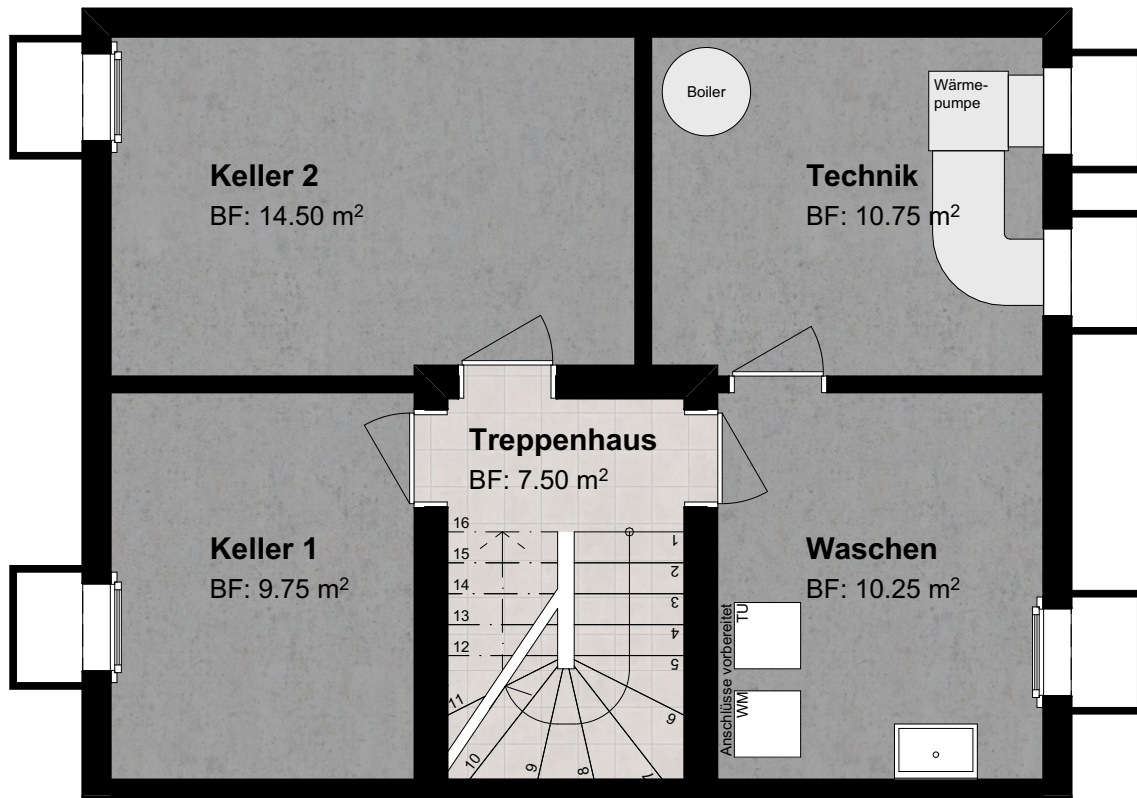 Boiler
Wärme-
pumpe
Keller 2
BF: 14.50 m²
Technik
BF: 10.75 m²
Treppenhaus
BF: 7.50 m²
Keller 1
BF: 9.75 m²
Waschen
BF: 10.25 m²
16
15
14
13
12
11
10
9
8
7
6
5
4
3
2
1
Anschlüsse vorbereitet
TU
WM